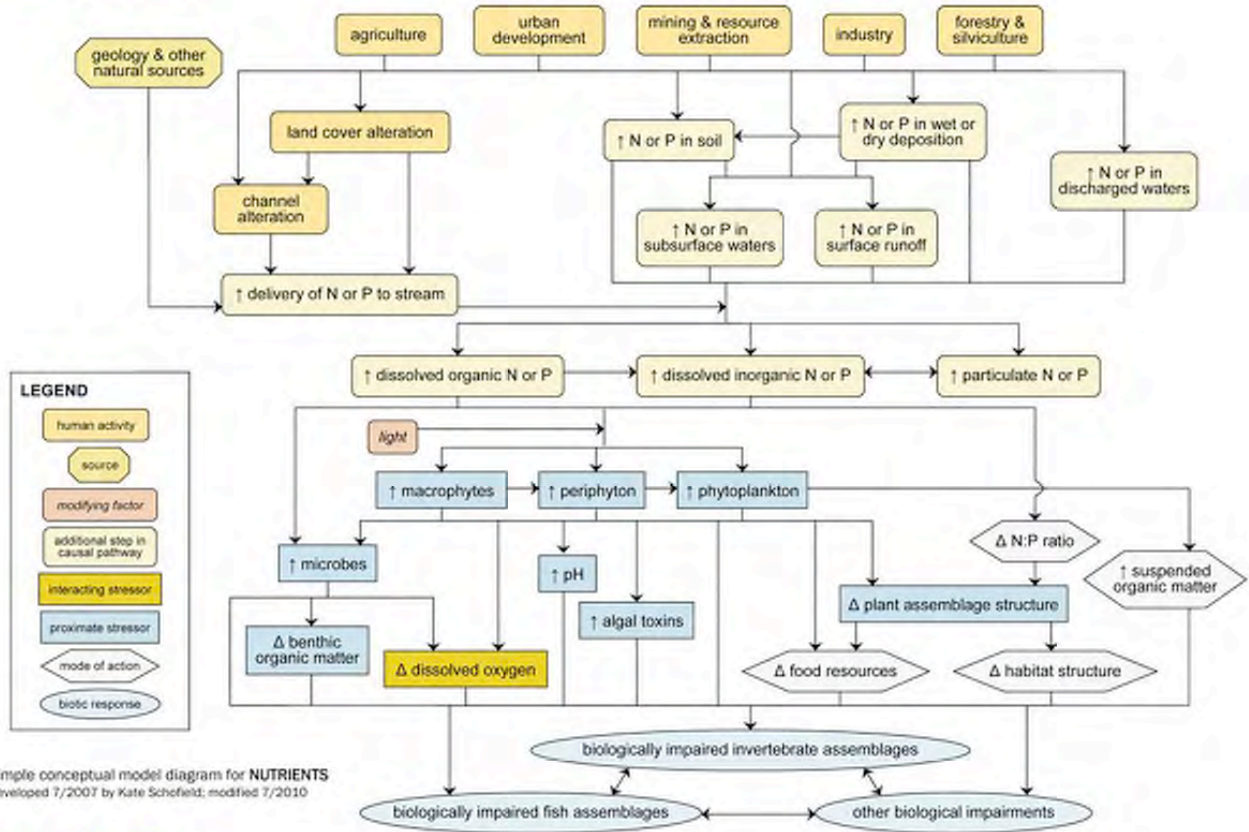 agriculture
urban
development
mining & resource
extraction
industry
forestry &
silviculture
geology & other
natural sources
land cover alteration
↑ N or P in soil
↑ N or P in wet or
dry deposition
↑ N or P in
discharged waters
channel
alteration
↑ N or P in
subsurface waters
↑ N or P in
surface runoff
↑ delivery of N or P to stream
↑ dissolved organic N or P
↑ dissolved inorganic N or P
↑ particulate N or P
LEGEND
human activity
source
modifying factor
additional step in
causal pathway
interacting stressor
proximate stressor
mode of action
biotic response
light
↑ macrophytes
↑ periphyton
↑ phytoplankton
Δ N:P ratio
↑ microbes
↑ pH
↑ suspended
organic matter
Δ plant assemblage structure
↑ algal toxins
Δ benthic
organic matter
Δ dissolved oxygen
Δ food resources
Δ habitat structure
biologically impaired invertebrate assemblages
biologically impaired fish assemblages
other biological impairments
imple conceptual model diagram for NUTRIENTS
eveloped 7/2007 by Kate Schofield; modified 7/2010